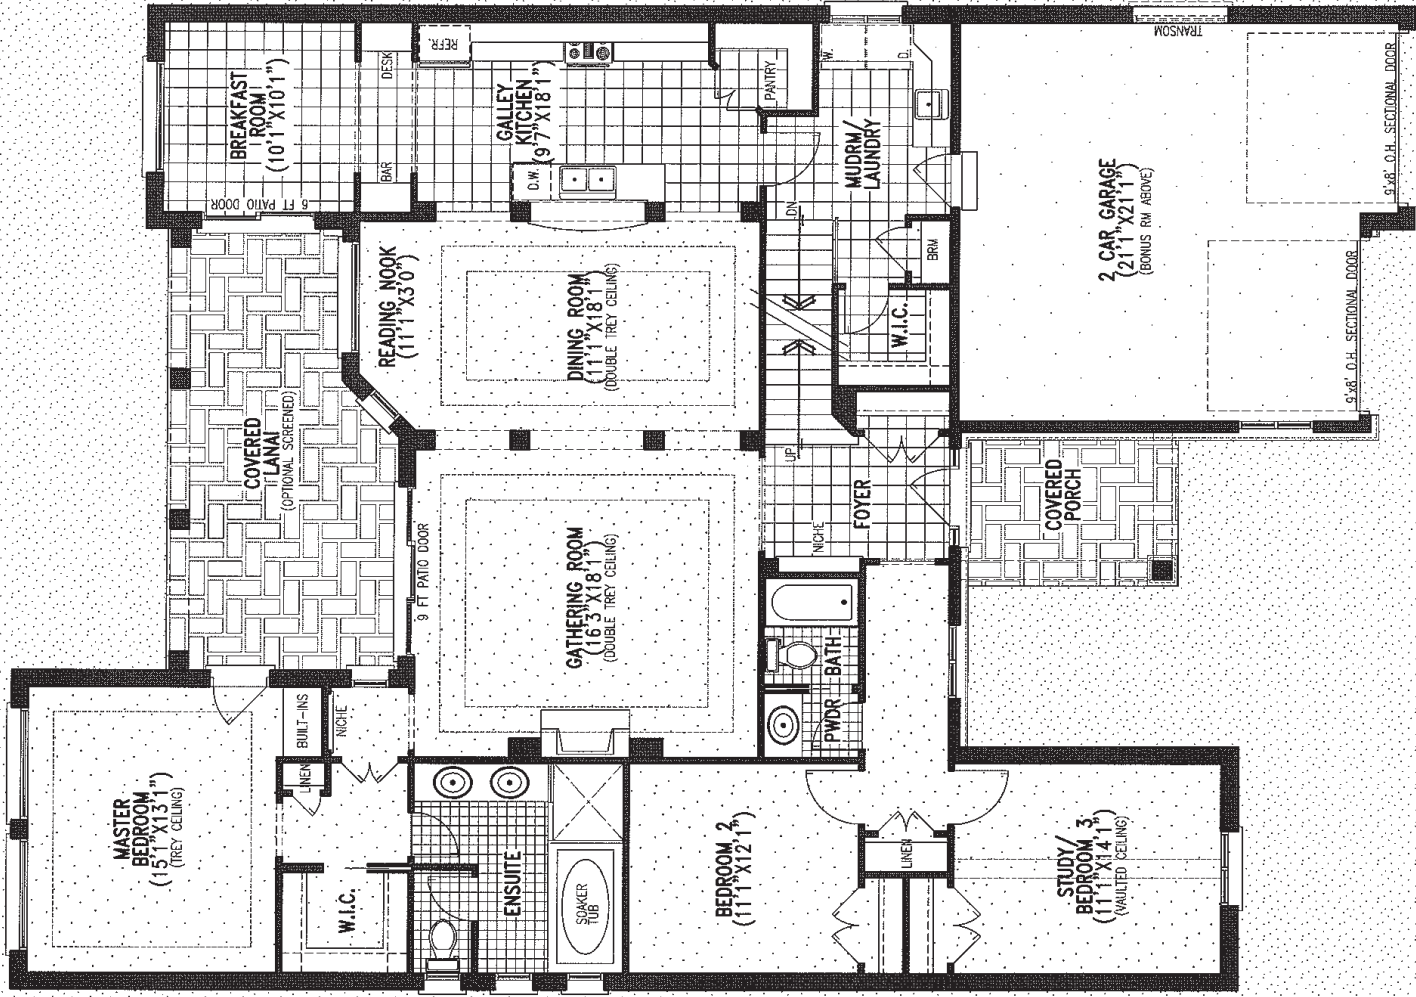 BREAKFAST
ROOM
(10'1"X10'1")
6 FT PATIO DOOR
DESK
BAR
REFR.
GALLEY
KITCHEN
(9'7"X18'1")
D.W.
PANTRY
W.
D.
MUDRM/
LAUNDRY
DN
BRM
W.I.C.
TRANSOM
2 CAR GARAGE
(21'1"X21'1")
(BONUS RM ABOVE)
9'x8' O.H. SECTIONAL DOOR
9'x8' O.H. SECTIONAL DOOR
READING NOOK
(11'1"X3'0")
DINING ROOM
(11'1"X18'1")
(DOUBLE TREY CEILING)
COVERED
LANAI
(OPTIONAL SCREENED)
9 FT PATIO DOOR
GATHERING ROOM
(16'3"X18'1")
(DOUBLE TREY CEILING)
UP
FOYER
NICHE
COVERED
PORCH
BATH
PWDR
MASTER
BEDROOM
(15'1"X13'1")
(TREY CEILING)
BUILT-INS
NICHE
LINEN
W.I.C.
ENSUITE
SOAKER
TUB
BEDROOM 2
(11'1"X12'1")
LINEN
STUDY/
BEDROOM 3
(11'1"X14'1")
(VAULTED CEILING)